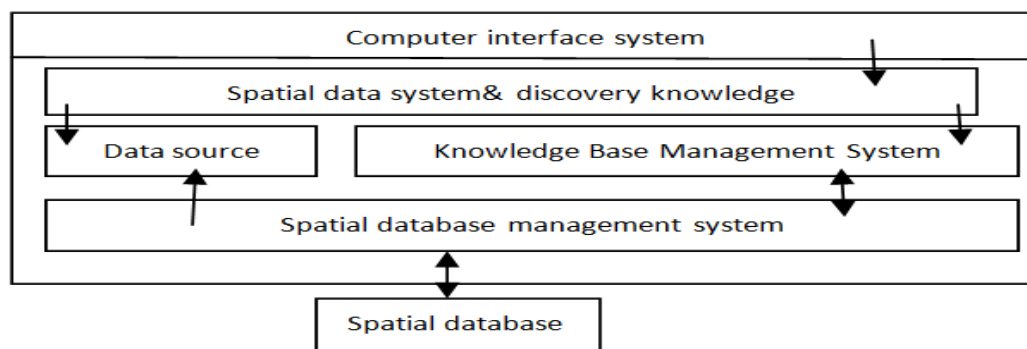 Computer interface system
Spatial data system& discovery knowledge
Data source
Knowledge Base Management System
Spatial database management system
Spatial database